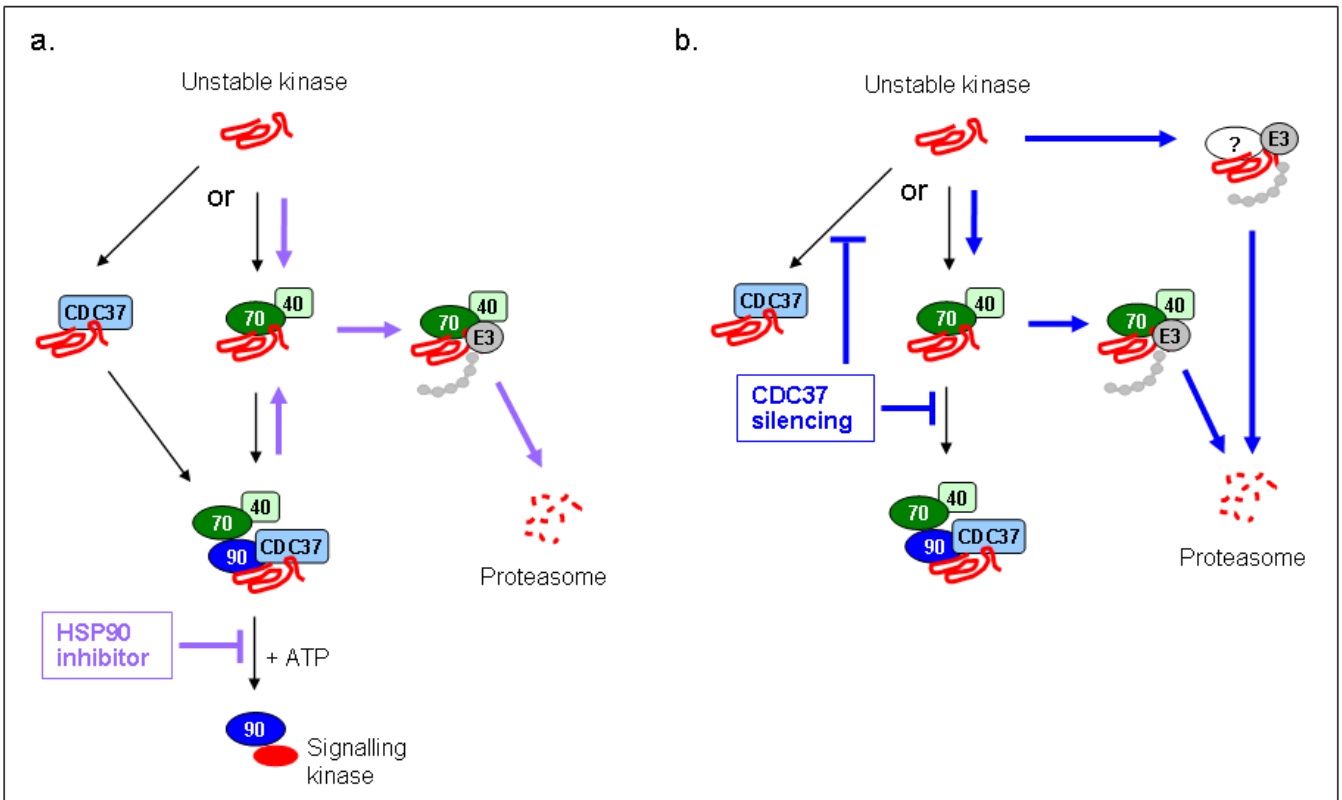 a.
Unstable kinase
or
CDC37
70
40
70
40
E3
70
40
90
CDC37
Proteasome
HSP90
inhibitor
+ ATP
90
Signalling
kinase
b.
Unstable kinase
?
E3
or
CDC37
70
40
70
40
E3
CDC37
silencing
70
40
90
CDC37
Proteasome